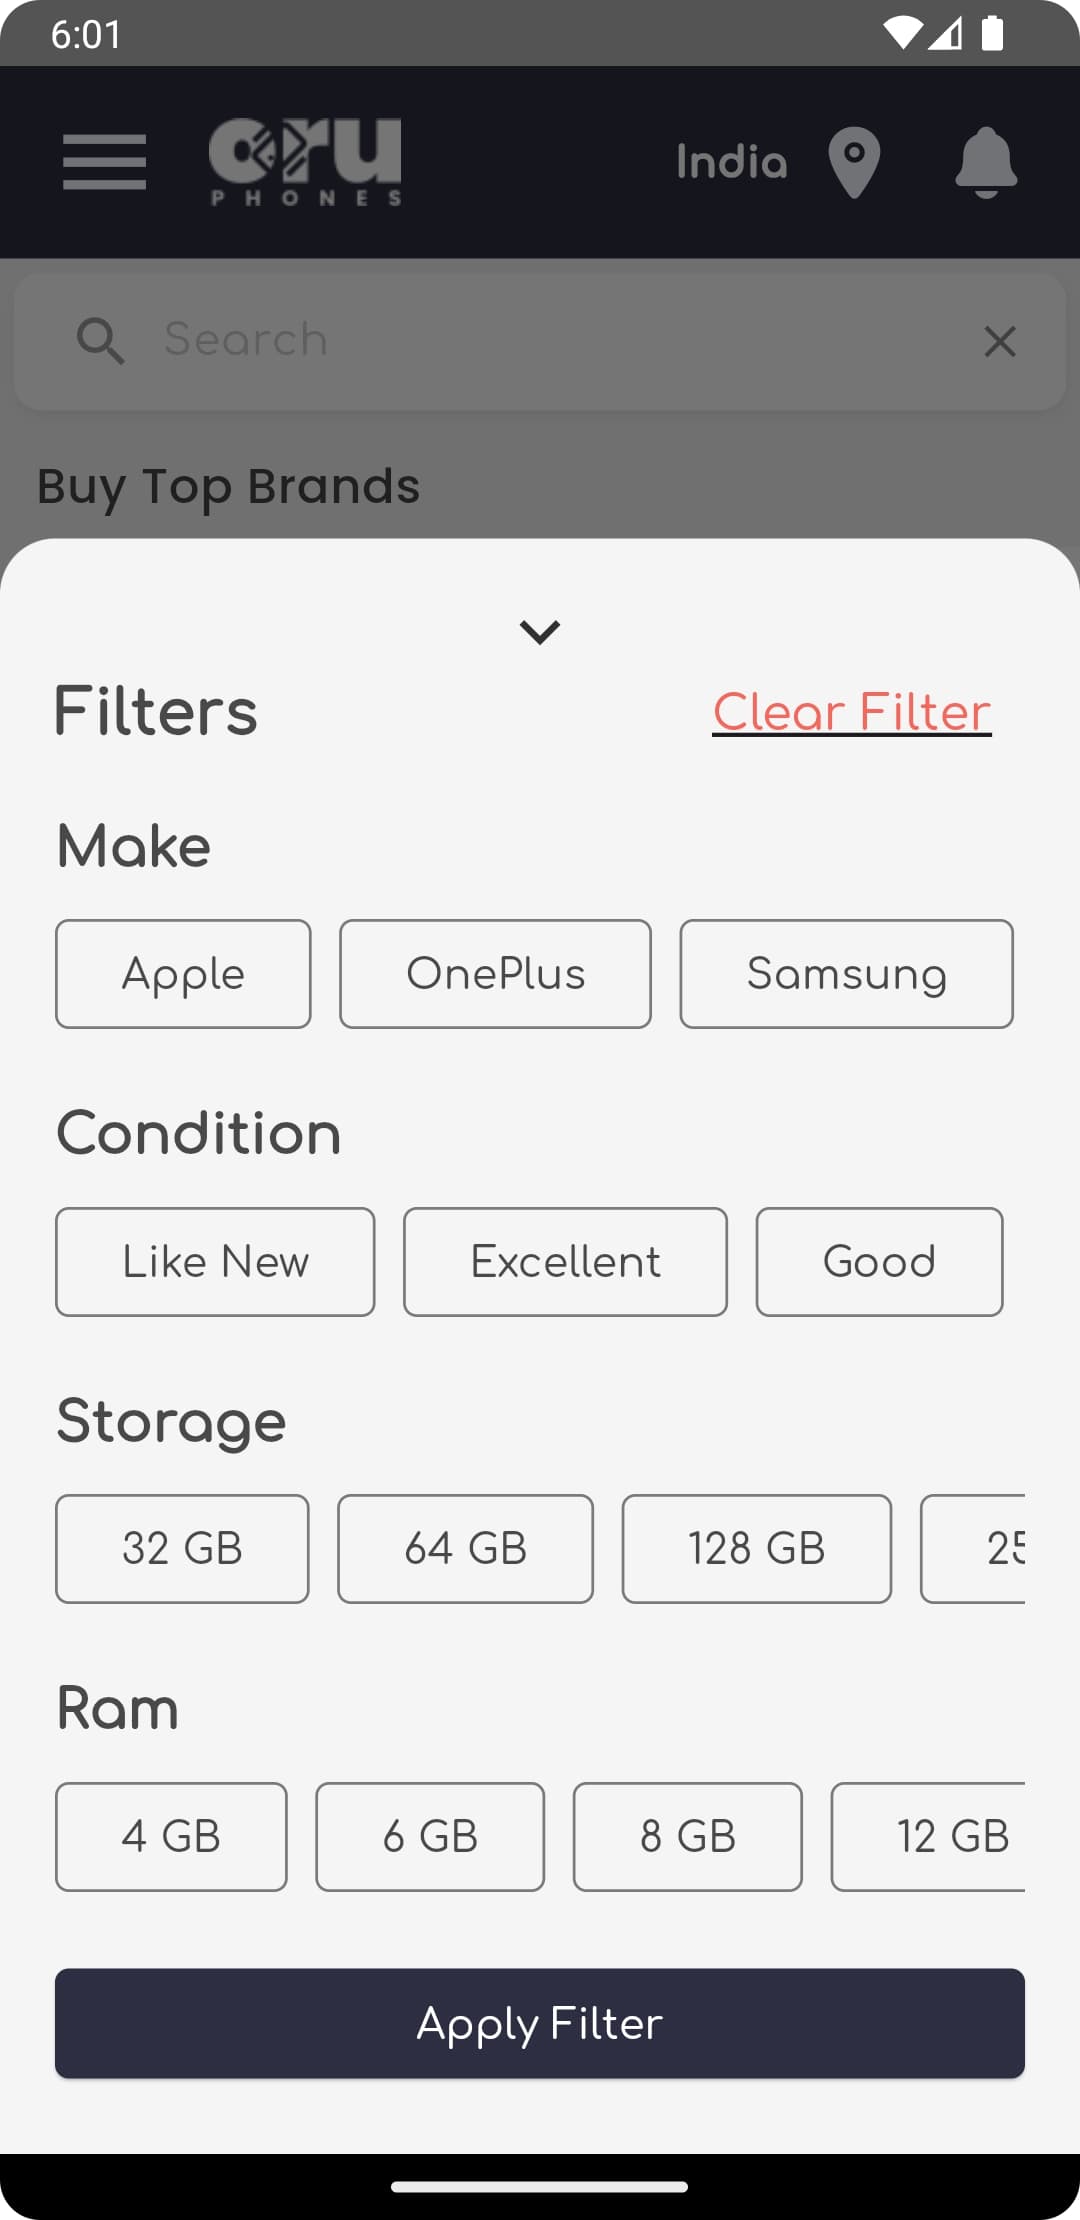 6:01
oru
PHONES
India
Search
Buy Top Brands
Filters
Clear Filter
Make
Apple OnePlus Samsung
Condition
Like New Excellent Good
Storage
32 GB 64 GB 128 GB 25
Ram
4 GB 6 GB 8 GB 12 GB
Apply Filter